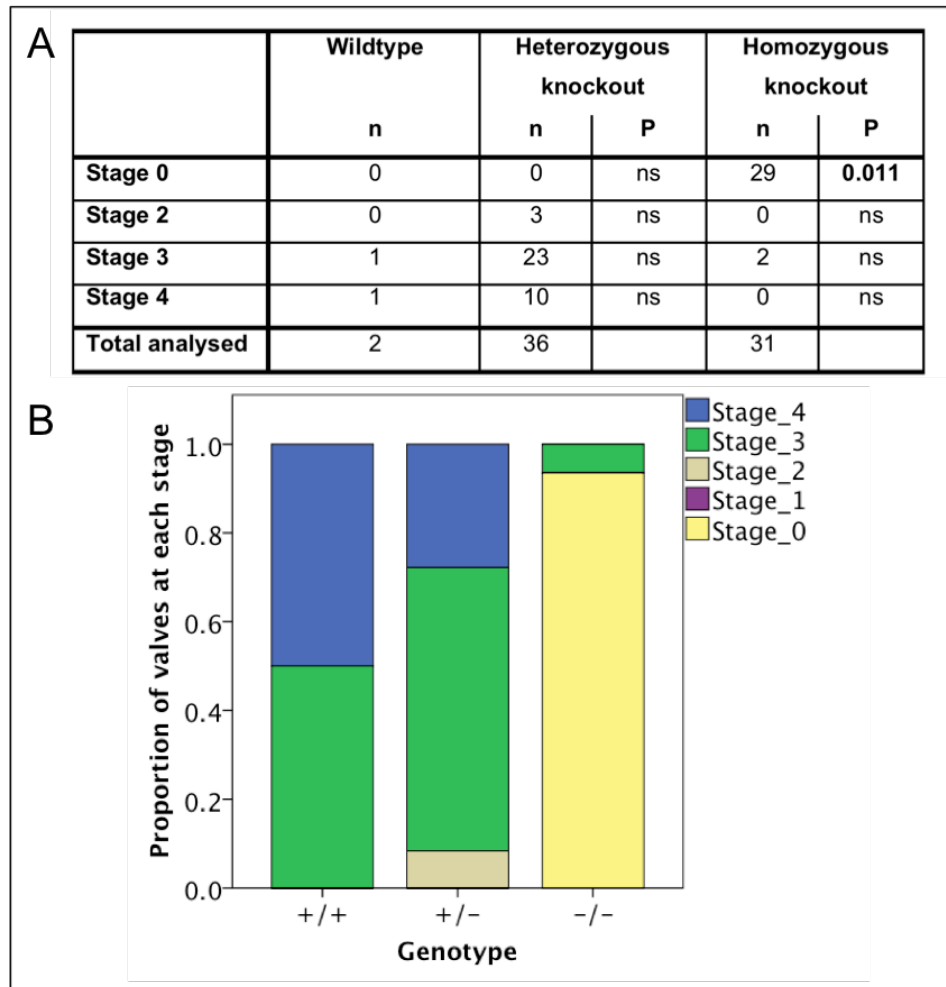 A
Wildtype Heterozygous Homozygous
knockout knockout
n n P n P
Stage 0 0 0 ns 29 0.011
Stage 2 0 3 ns 0 ns
Stage 3 1 23 ns 2 ns
Stage 4 1 10 ns 0 ns
Total analysed 2 36 31
B
Proportion of valves at each stage
1.0
0.8
0.6
0.4
0.2
0.0
+/+ +/- -/-
Genotype
Stage_4
Stage_3
Stage_2
Stage_1
Stage_0